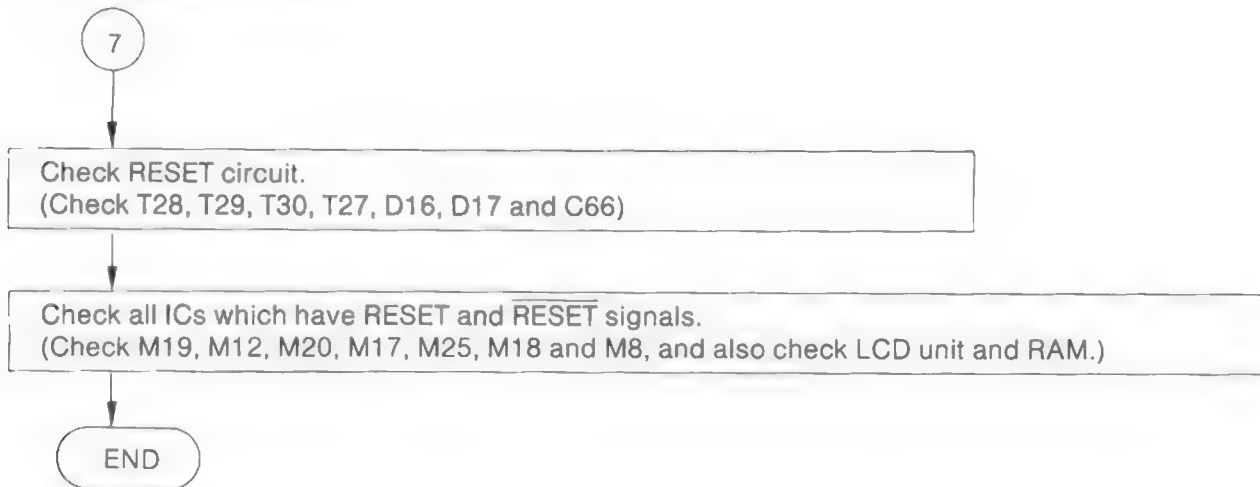 7
Check RESET circuit.
(Check T28, T29, T30, T27, D16, D17 and C66)
Check all ICs which have RESET and R̅E̅S̅E̅T̅ signals.
(Check M19, M12, M20, M17, M25, M18 and M8, and also check LCD unit and RAM.)
END